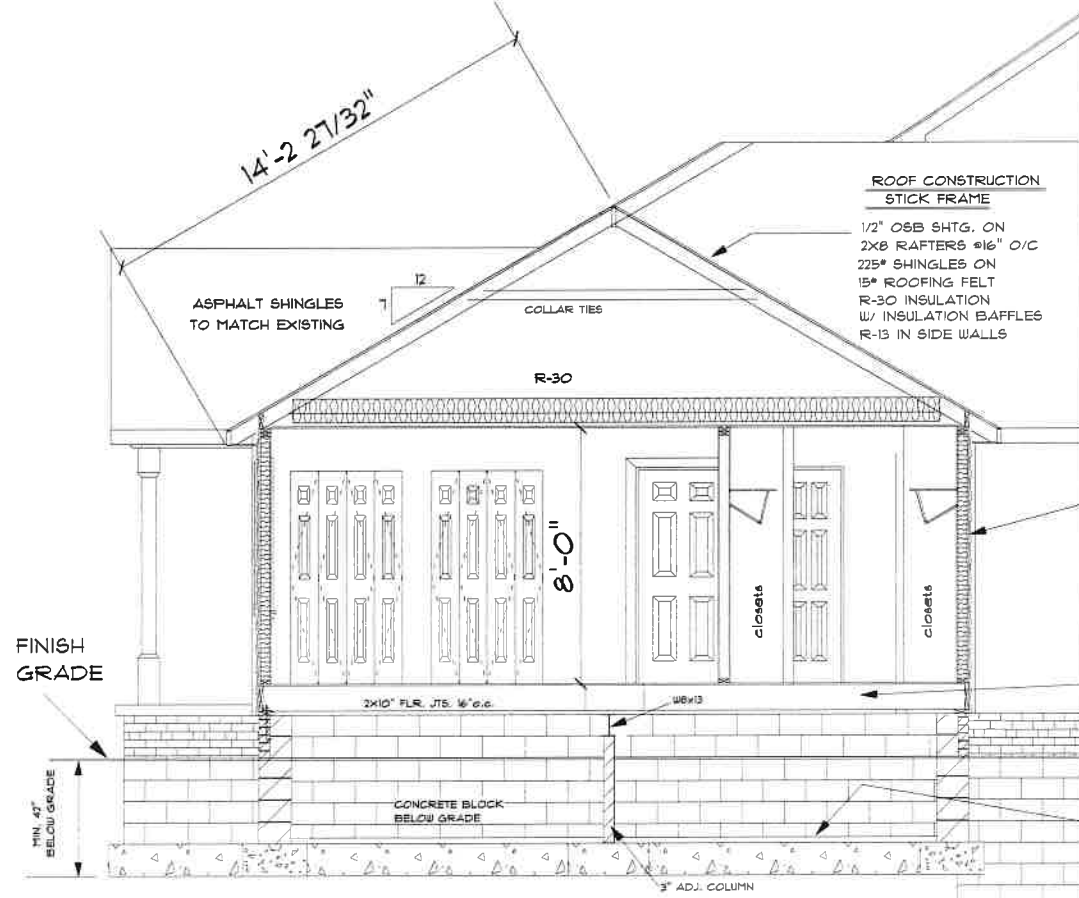 14'-2 27/32"
ROOF CONSTRUCTION
STICK FRAME
1/2" OSB SHTG. ON
2X8 RAFTERS @16" O/C
225# SHINGLES ON
15# ROOFING FELT
R-30 INSULATION
W/ INSULATION BAFFLES
R-13 IN SIDE WALLS
12
7
ASPHALT SHINGLES
TO MATCH EXISTING
COLLAR TIES
R-30
8'-0"
closets
closets
FINISH
GRADE
2X10" FLR. JTS. 16"o.c.
W8x13
MIN. 42"
BELOW GRADE
CONCRETE BLOCK
BELOW GRADE
3" ADJ. COLUMN